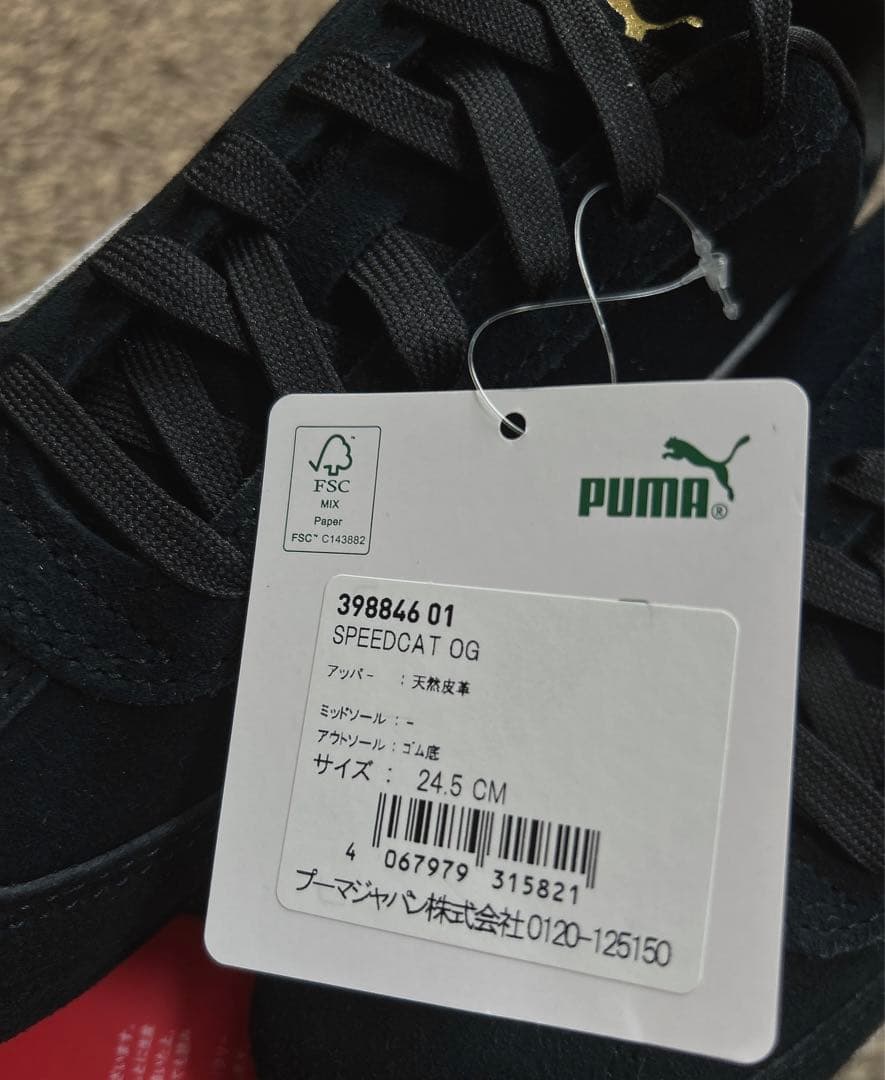 FSC
MIX
Paper
FSC™ C143882
PUMA®
398846 01
SPEEDCAT OG
アッパー : 天然皮革
ミッドソール : -
アウトソール : ゴム底
サイズ : 24.5 CM
4 067979 315821
プーマジャパン株式会社0120-125150